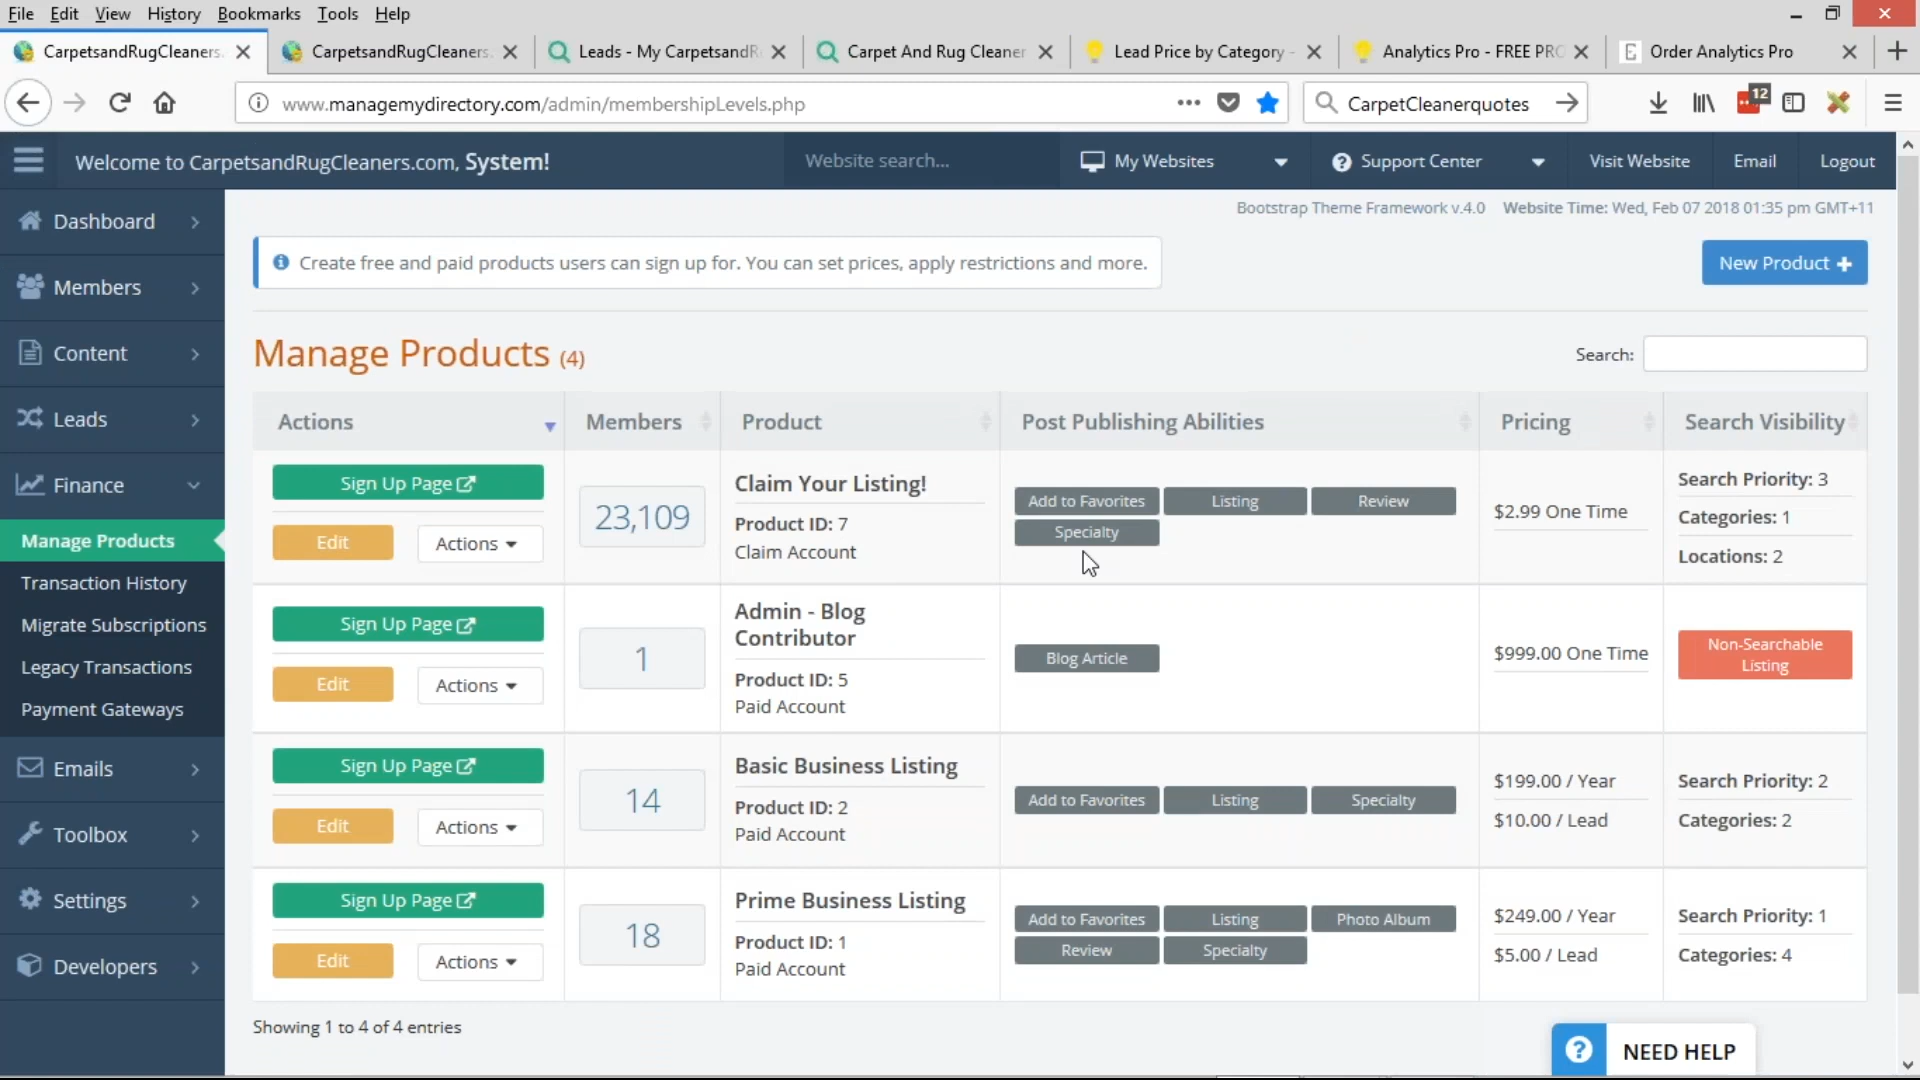 File Edit View History Bookmarks Tools Help
CarpetsandRugCleaners. CarpetsandRugCleaners. Leads - My CarpetsandR Carpet And Rug Cleaner Lead Price by Category - Analytics Pro - FREE PRO Order Analytics Pro
www.managemydirectory.com/admin/membershipLevels.php CarpetCleanerquotes 12
Welcome to CarpetsandRugCleaners.com, System! Website search... My Websites Support Center Visit Website Email Logout
Bootstrap Theme Framework v.4.0 Website Time: Wed, Feb 07 2018 01:35 pm GMT+11
Dashboard
Members
Content
Leads
Finance
Manage Products
Transaction History
Migrate Subscriptions
Legacy Transactions
Payment Gateways
Emails
Toolbox
Settings
Developers
Create free and paid products users can sign up for. You can set prices, apply restrictions and more.
New Product
Manage Products (4)
Search:
Actions Members Product Post Publishing Abilities Pricing Search Visibility
Sign Up Page
Edit Actions
23,109
Claim Your Listing!
Product ID: 7
Claim Account
Add to Favorites Listing Review
Specialty
$2.99 One Time
Search Priority: 3
Categories: 1
Locations: 2
Sign Up Page
Edit Actions
1
Admin - Blog
Contributor
Product ID: 5
Paid Account
Blog Article
$999.00 One Time
Non-Searchable
Listing
Sign Up Page
Edit Actions
14
Basic Business Listing
Product ID: 2
Paid Account
Add to Favorites Listing Specialty
$199.00 / Year
$10.00 / Lead
Search Priority: 2
Categories: 2
Sign Up Page
Edit Actions
18
Prime Business Listing
Product ID: 1
Paid Account
Add to Favorites Listing Photo Album
Review Specialty
$249.00 / Year
$5.00 / Lead
Search Priority: 1
Categories: 4
Showing 1 to 4 of 4 entries
NEED HELP